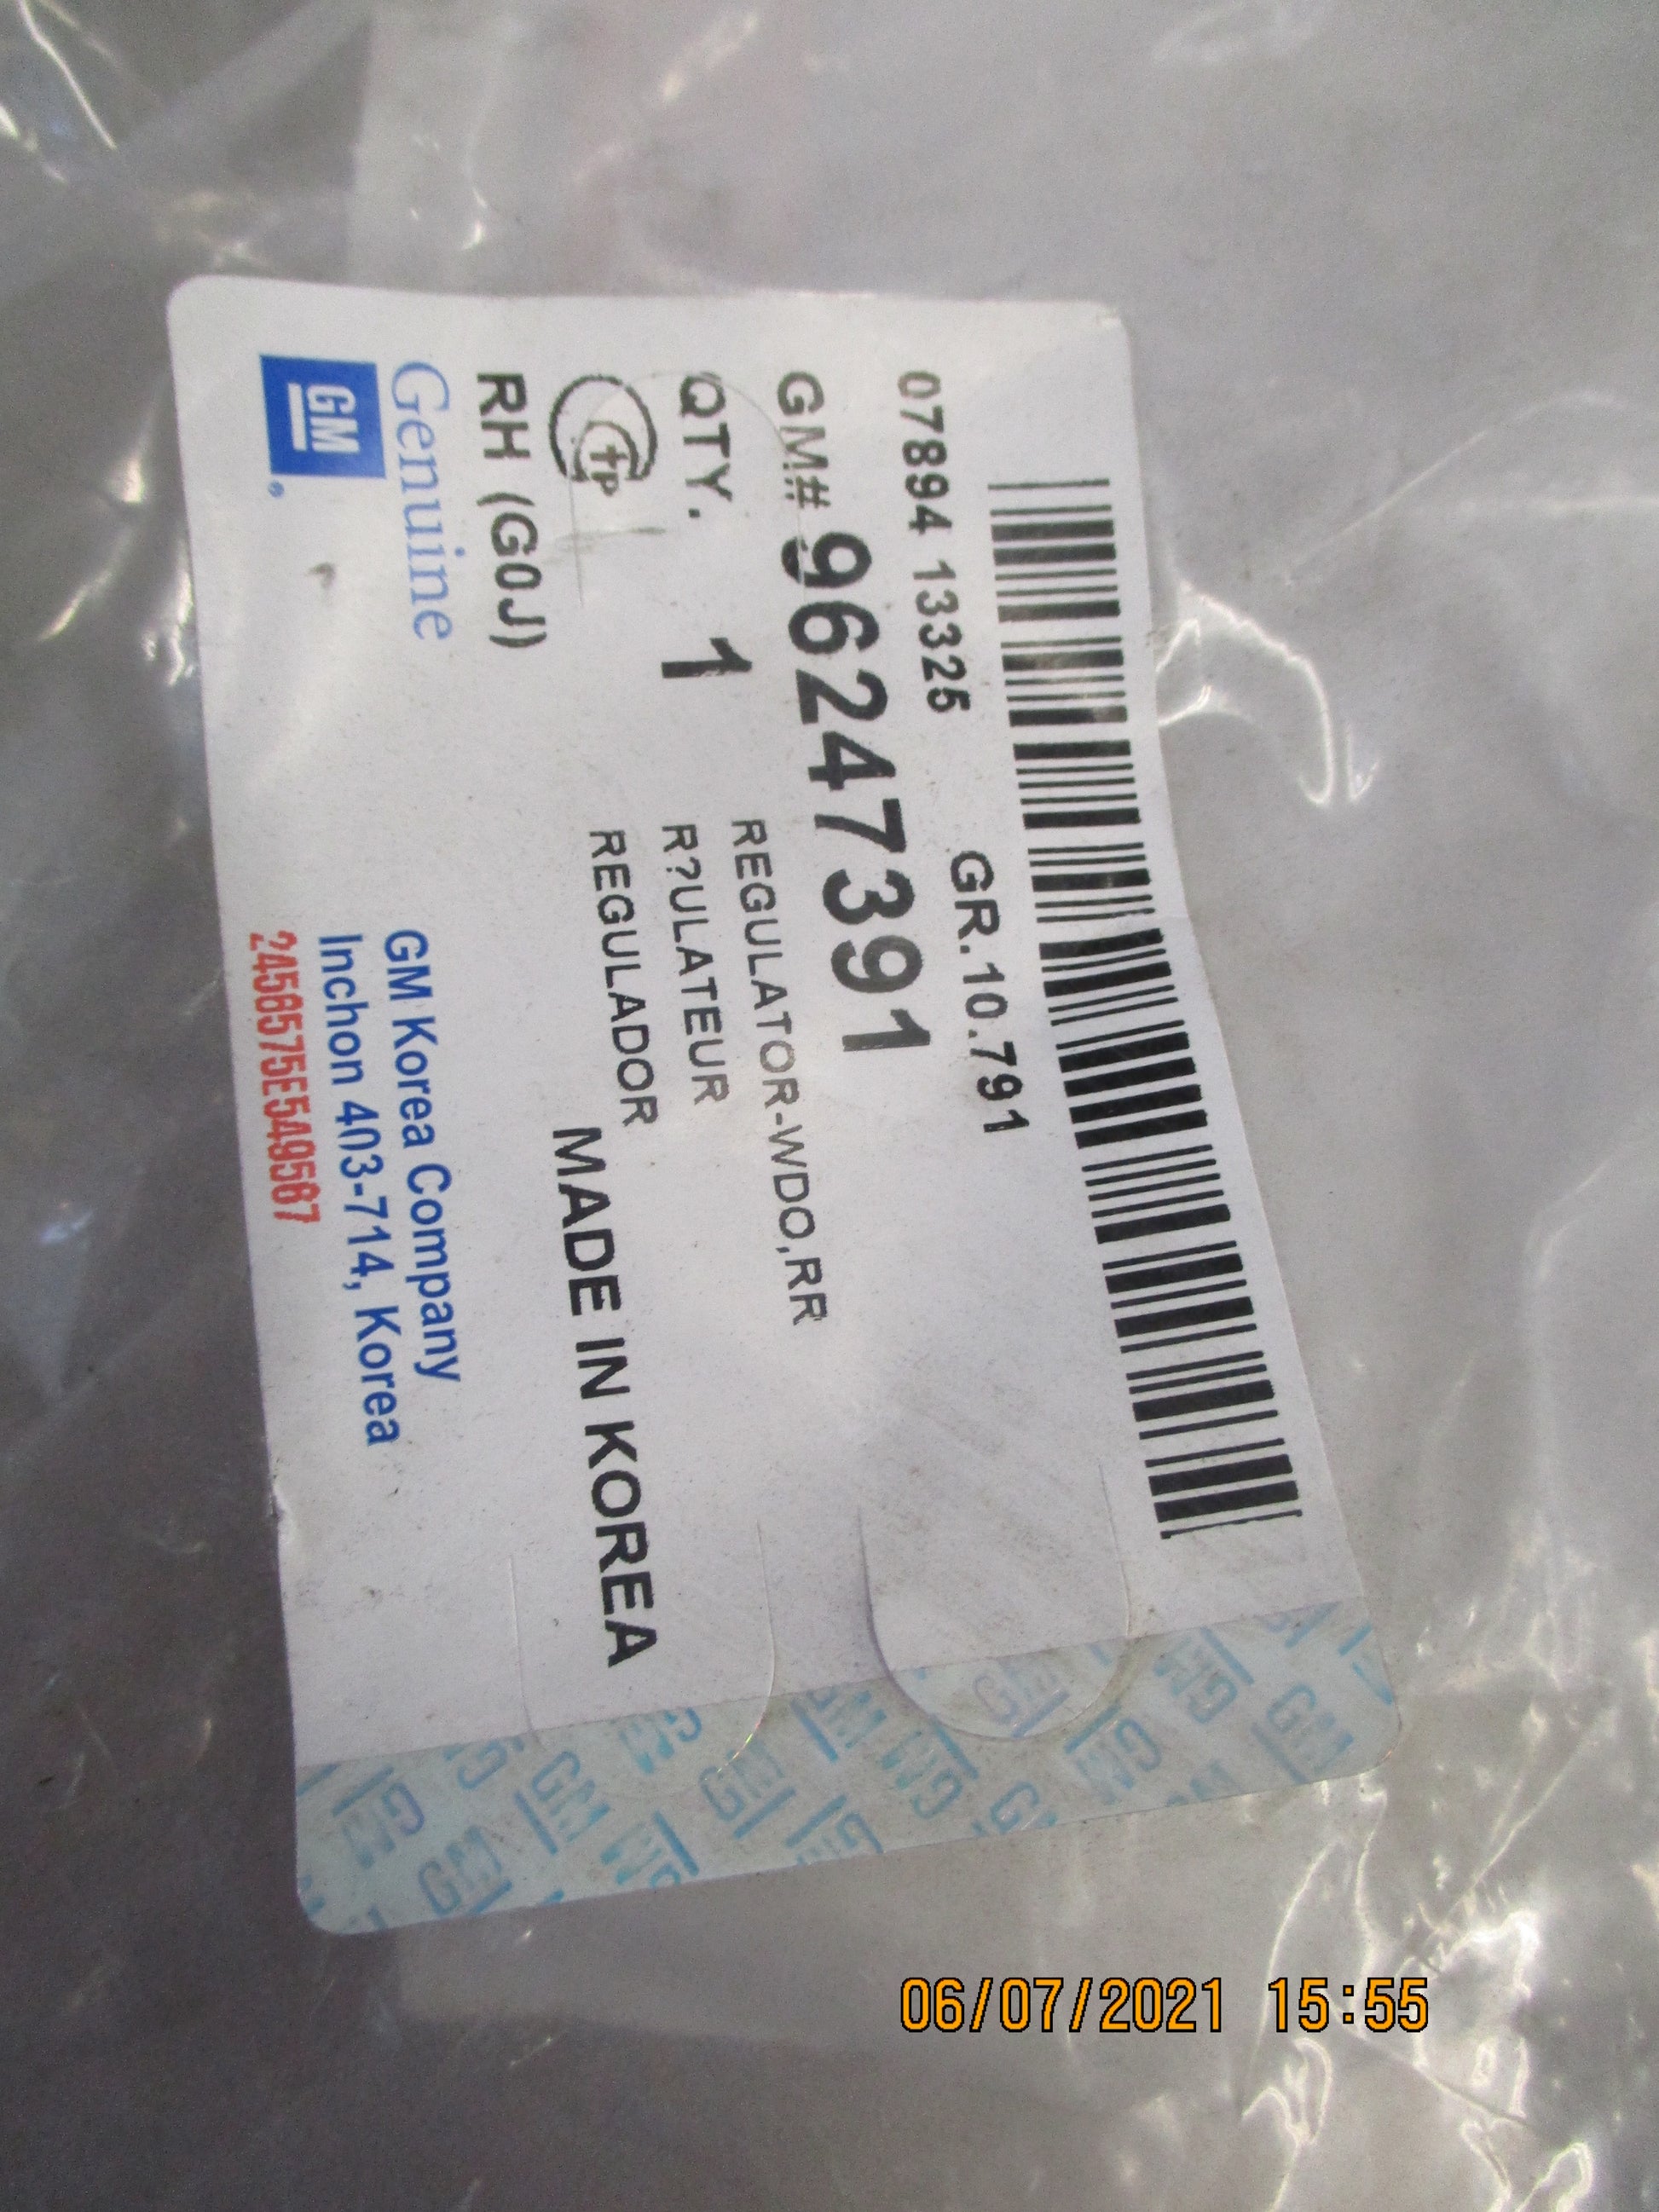 07894 13325 GR.10.791
GM# 96247391
QTY. 1 REGULATOR-WDO,RR
R?ULATEUR
REGULADOR
RH (G0J) MADE IN KOREA
Genuine
GM
GM Korea Company
Inchon 403-714, Korea
2458575E549587
06/07/2021 15:55